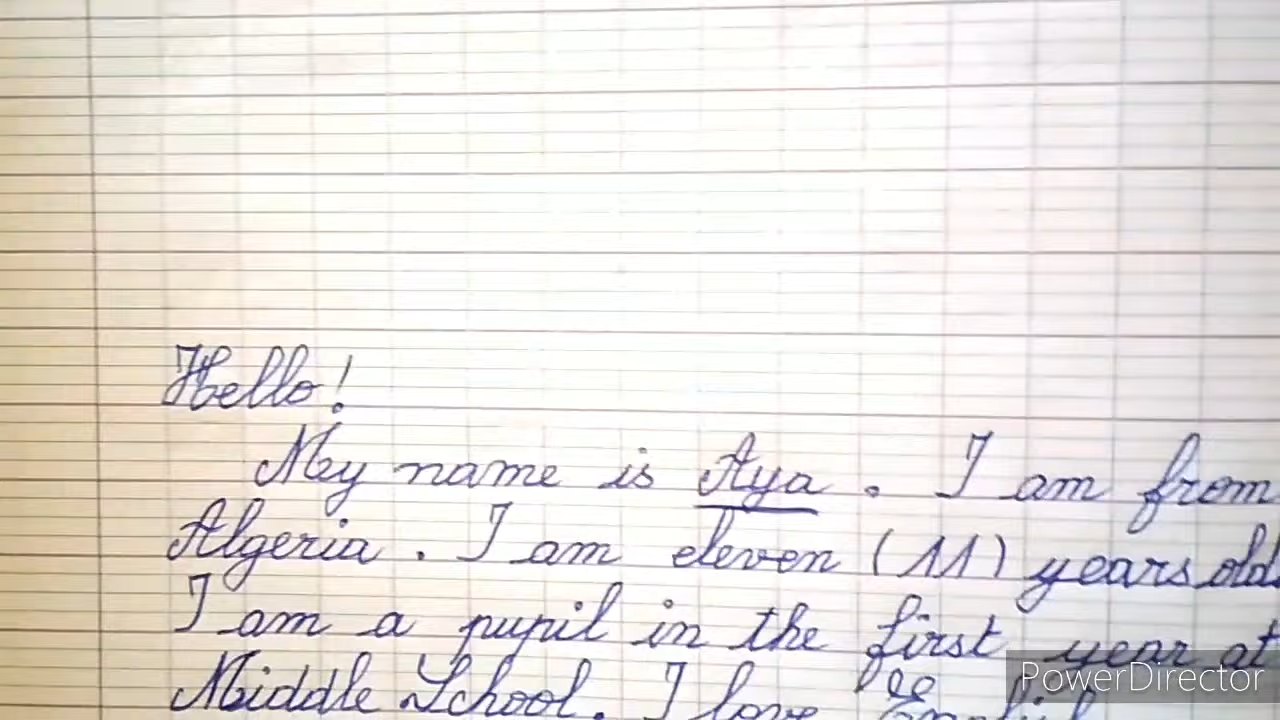 Hello!
My name is Aya. I am from
Algeria. I am eleven (11) years old
I am a pupil in the first year at
Middle School. I love English
PowerDirector